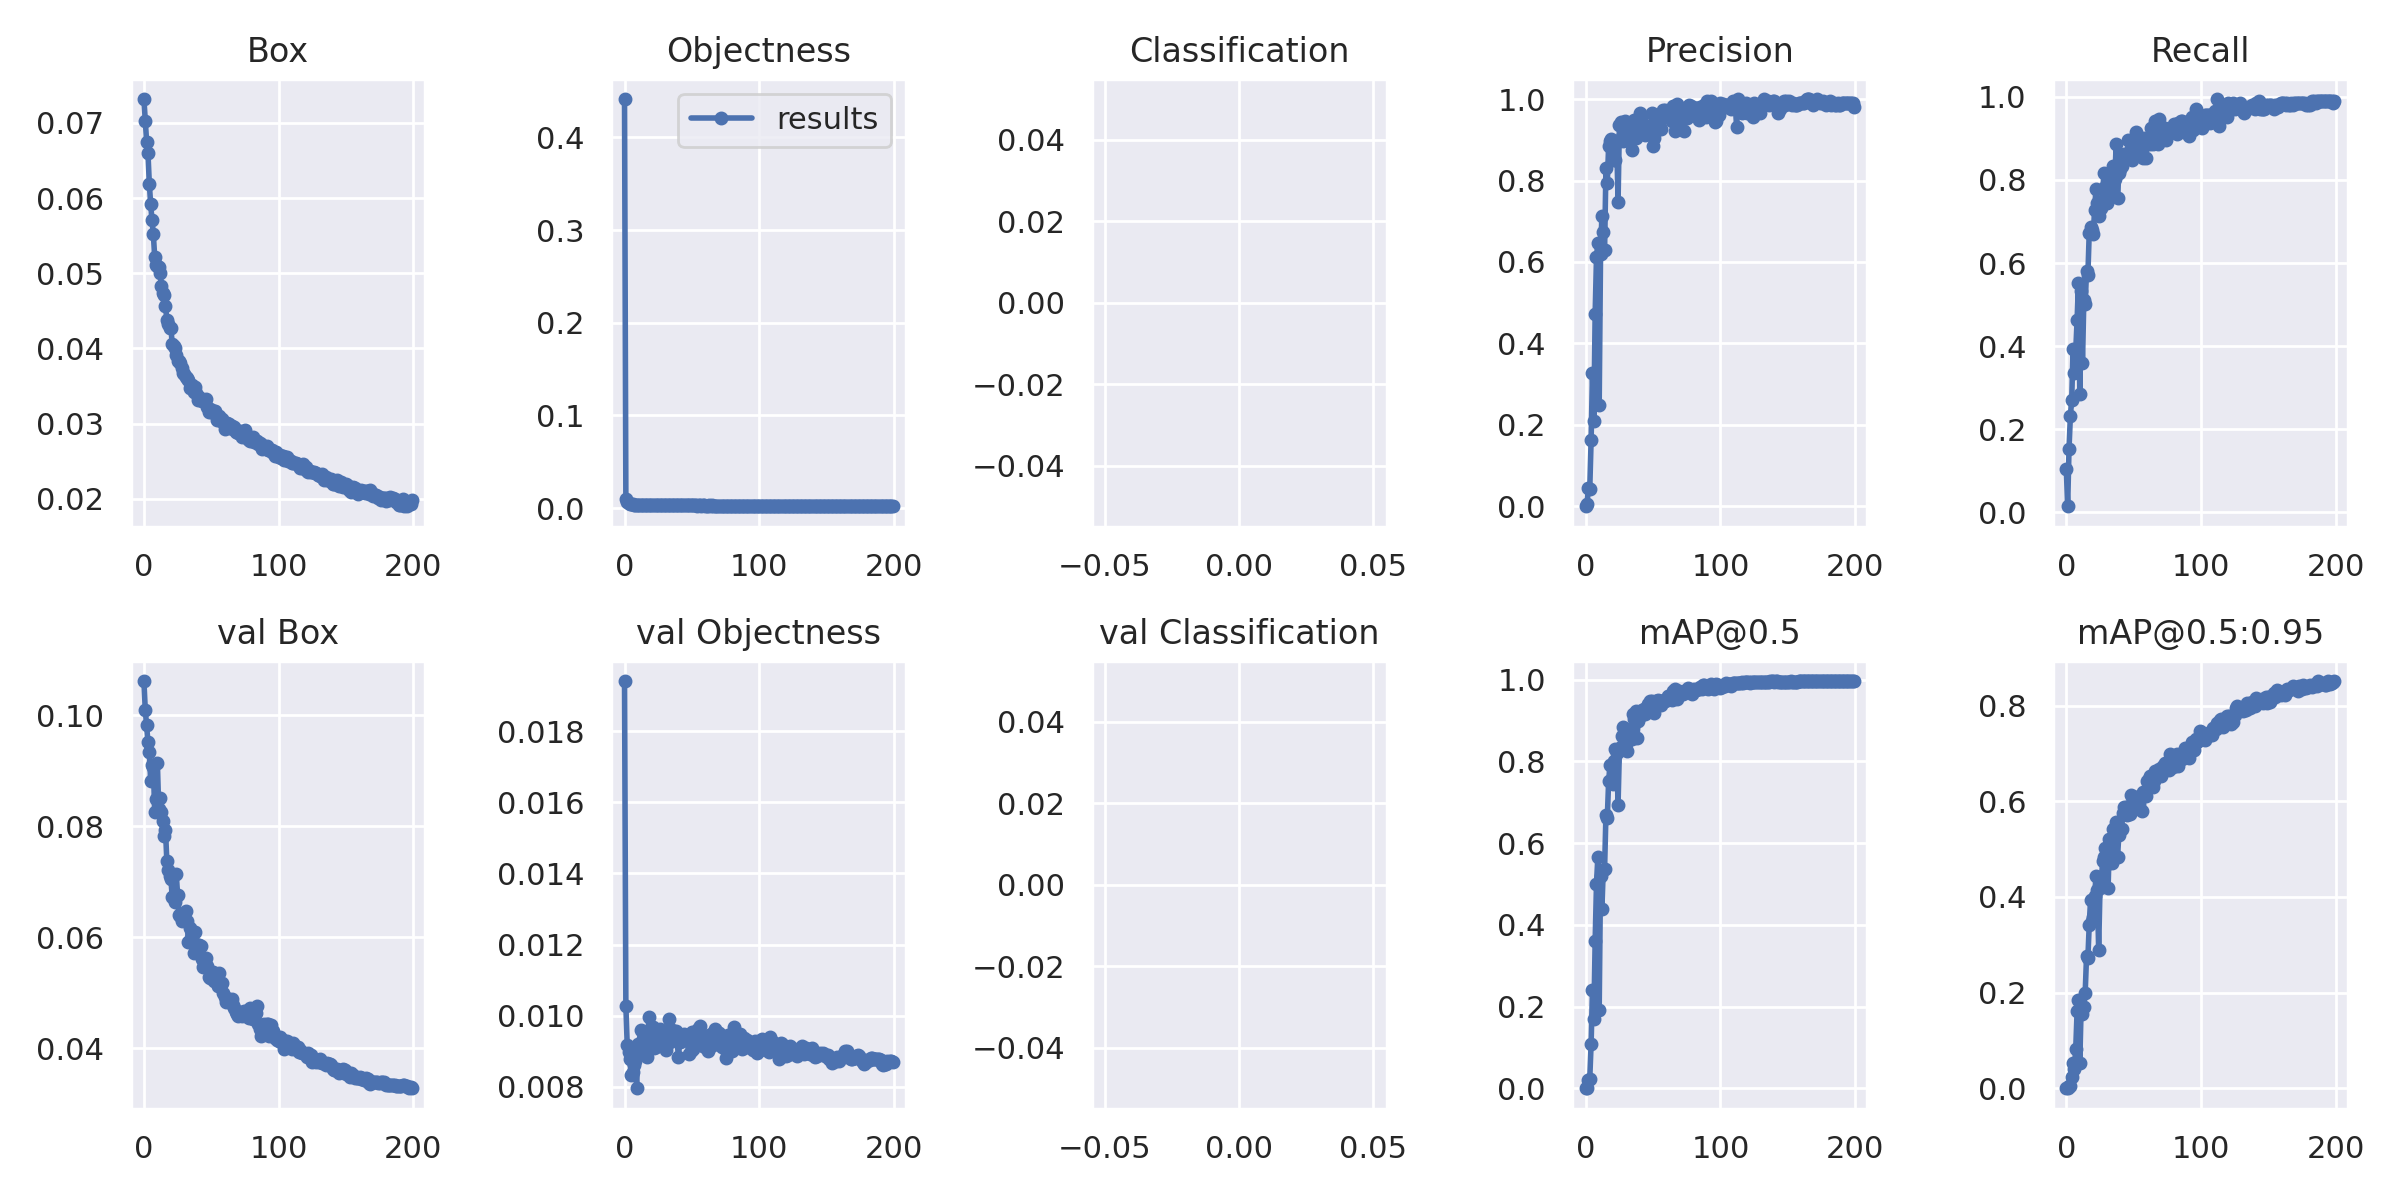 Box
0.07
0.06
0.05
0.04
0.03
0.02
0 100 200
Objectness
results
0.4
0.3
0.2
0.1
0.0
0 100 200
Classification
0.04
0.02
0.00
−0.02
−0.04
−0.05 0.00 0.05
Precision
1.0
0.8
0.6
0.4
0.2
0.0
0 100 200
Recall
1.0
0.8
0.6
0.4
0.2
0.0
0 100 200
val Box
0.10
0.08
0.06
0.04
0 100 200
val Objectness
0.018
0.016
0.014
0.012
0.010
0.008
0 100 200
val Classification
0.04
0.02
0.00
−0.02
−0.04
−0.05 0.00 0.05
mAP@0.5
1.0
0.8
0.6
0.4
0.2
0.0
0 100 200
mAP@0.5:0.95
0.8
0.6
0.4
0.2
0.0
0 100 200